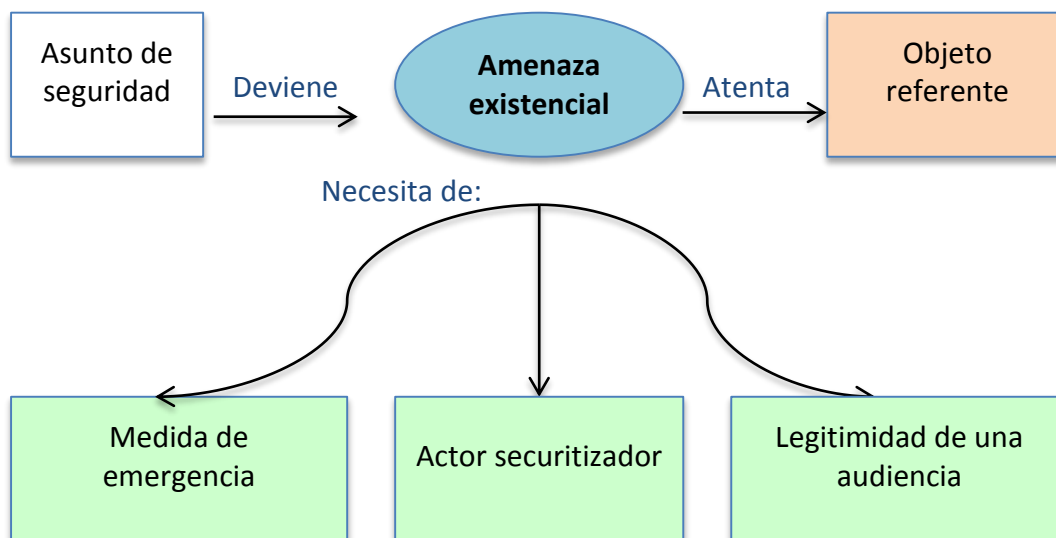 Asunto de
seguridad
Deviene
Amenaza
existencial
Atenta
Objeto
referente
Necesita de:
Medida de
emergencia
Actor securitizador
Legitimidad de una
audiencia